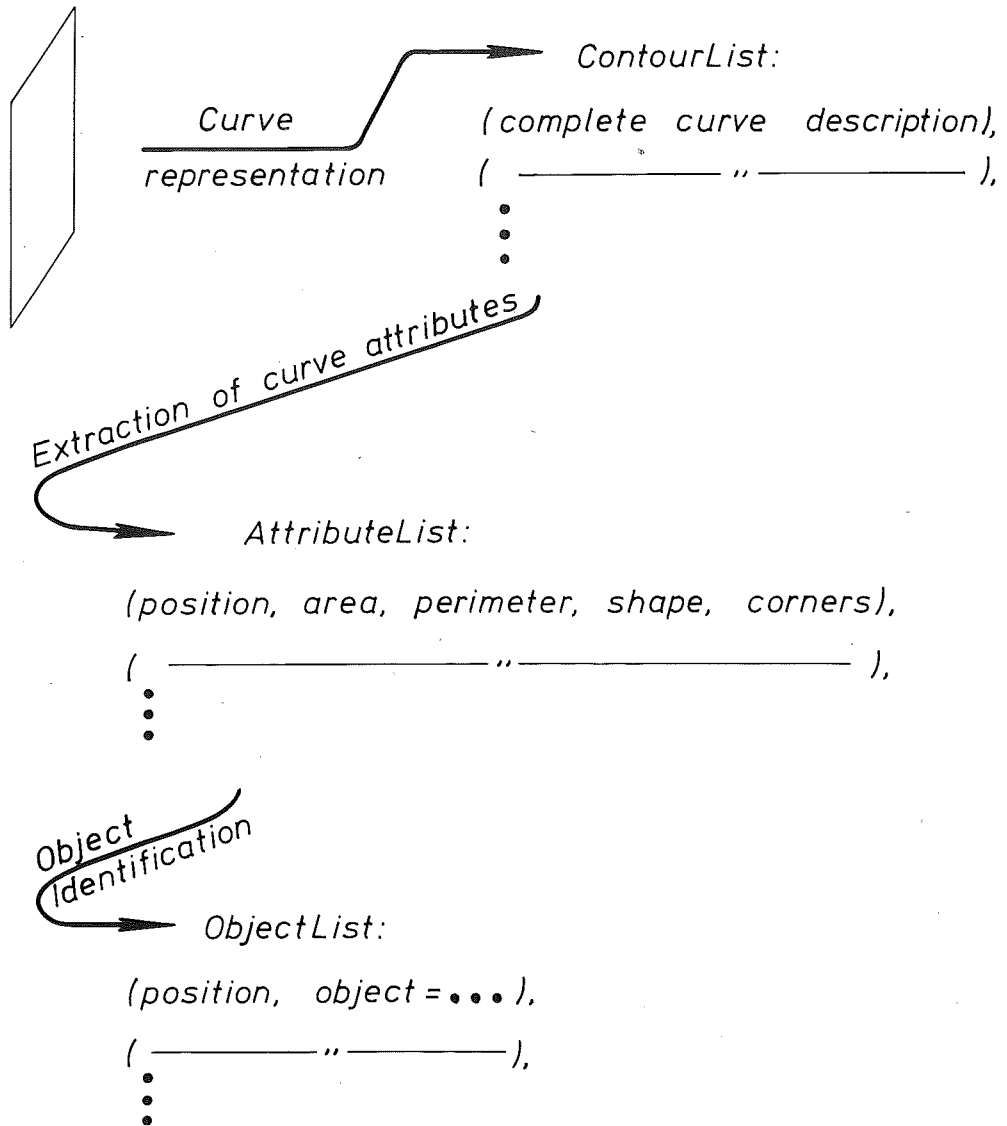 ContourList:
Curve
representation
(complete curve description),
( ———— ,, ———— ),
Extraction of curve attributes
AttributeList:
(position, area, perimeter, shape, corners),
( ———— ,, ———— ),
Object
Identification
ObjectList:
(position, object = ...),
( ———— ,, ———— ),